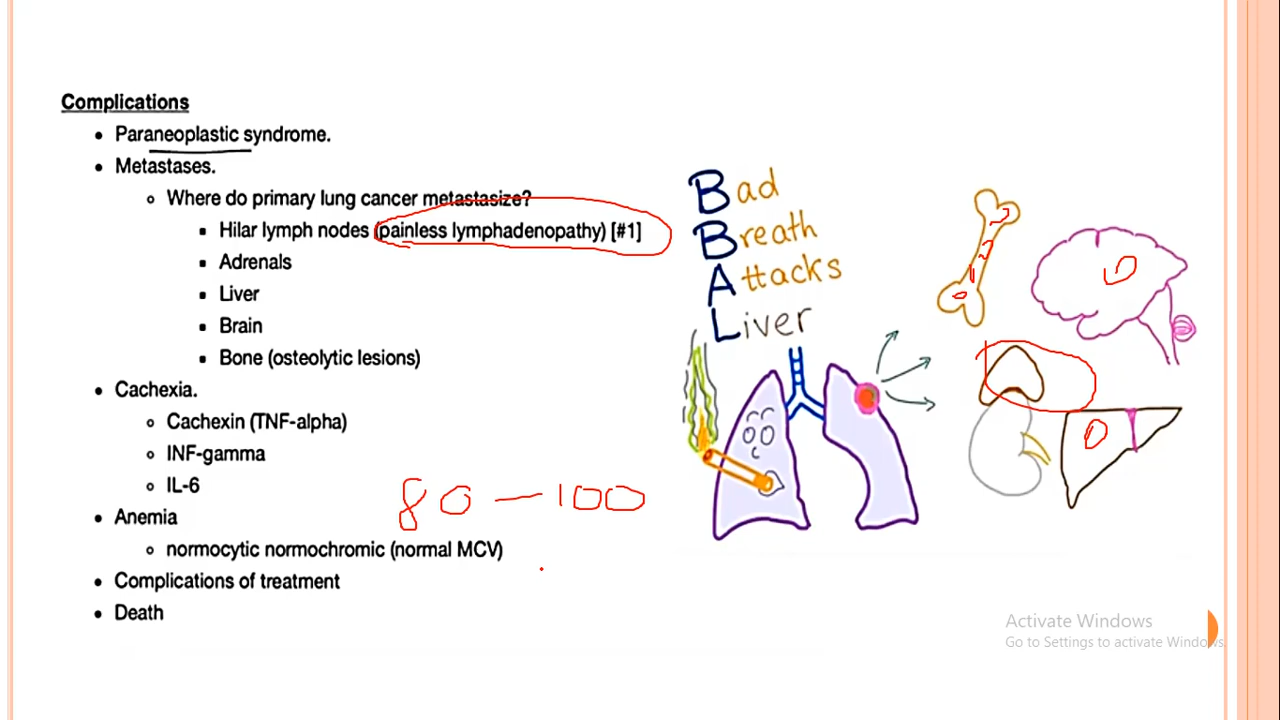 Complications
• Paraneoplastic syndrome.
• Metastases.
o Where do primary lung cancer metastasize?
▪ Hilar lymph nodes (painless lymphadenopathy) [#1]
▪ Adrenals
▪ Liver
▪ Brain
▪ Bone (osteolytic lesions)
• Cachexia.
o Cachexin (TNF-alpha)
o INF-gamma
o IL-6
• Anemia
o normocytic normochromic (normal MCV)
• Complications of treatment
• Death
80 — 100
Bad
Breath
Attacks
Liver
Activate Windows
Go to Settings to activate Windows.